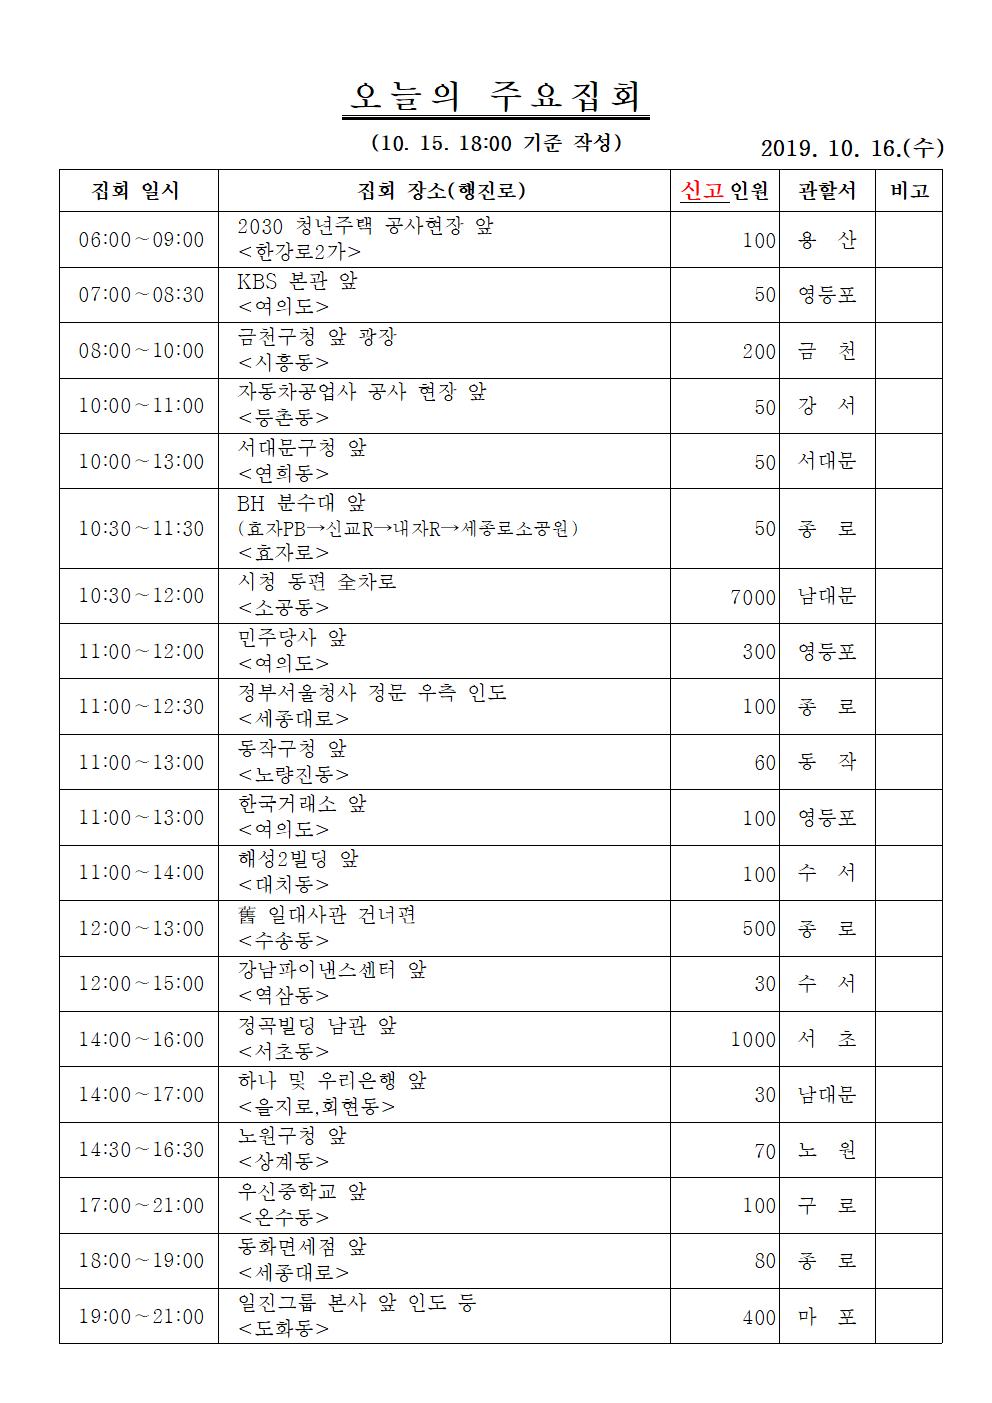 오늘의 주요집회
(10. 15. 18:00 기준 작성)
2019. 10. 16.(수)
집회 일시 집회 장소(행진로) 신고인원 관할서 비고
06:00~09:00 2030 청년주택 공사현장 앞 100 용 산
<한강로2가>
07:00~08:30 KBS 본관 앞 50 영등포
<여의도>
08:00~10:00 금천구청 앞 광장 200 금 천
<시흥동>
10:00~11:00 자동차공업사 공사 현장 앞 50 강 서
<등촌동>
10:00~13:00 서대문구청 앞 50 서대문
<연희동>
10:30~11:30 BH 분수대 앞 50 종 로
(효자PB→신교R→내자R→세종로소공원)
<효자로>
10:30~12:00 시청 동편 全차로 7000 남대문
<소공동>
11:00~12:00 민주당사 앞 300 영등포
<여의도>
11:00~12:30 정부서울청사 정문 우측 인도 100 종 로
<세종대로>
11:00~13:00 동작구청 앞 60 동 작
<노량진동>
11:00~13:00 한국거래소 앞 100 영등포
<여의도>
11:00~14:00 해성2빌딩 앞 100 수 서
<대치동>
12:00~13:00 舊 일대사관 건너편 500 종 로
<수송동>
12:00~15:00 강남파이낸스센터 앞 30 수 서
<역삼동>
14:00~16:00 정곡빌딩 남관 앞 1000 서 초
<서초동>
14:00~17:00 하나 및 우리은행 앞 30 남대문
<을지로,회현동>
14:30~16:30 노원구청 앞 70 노 원
<상계동>
17:00~21:00 우신중학교 앞 100 구 로
<온수동>
18:00~19:00 동화면세점 앞 80 종 로
<세종대로>
19:00~21:00 일진그룹 본사 앞 인도 등 400 마 포
<도화동>